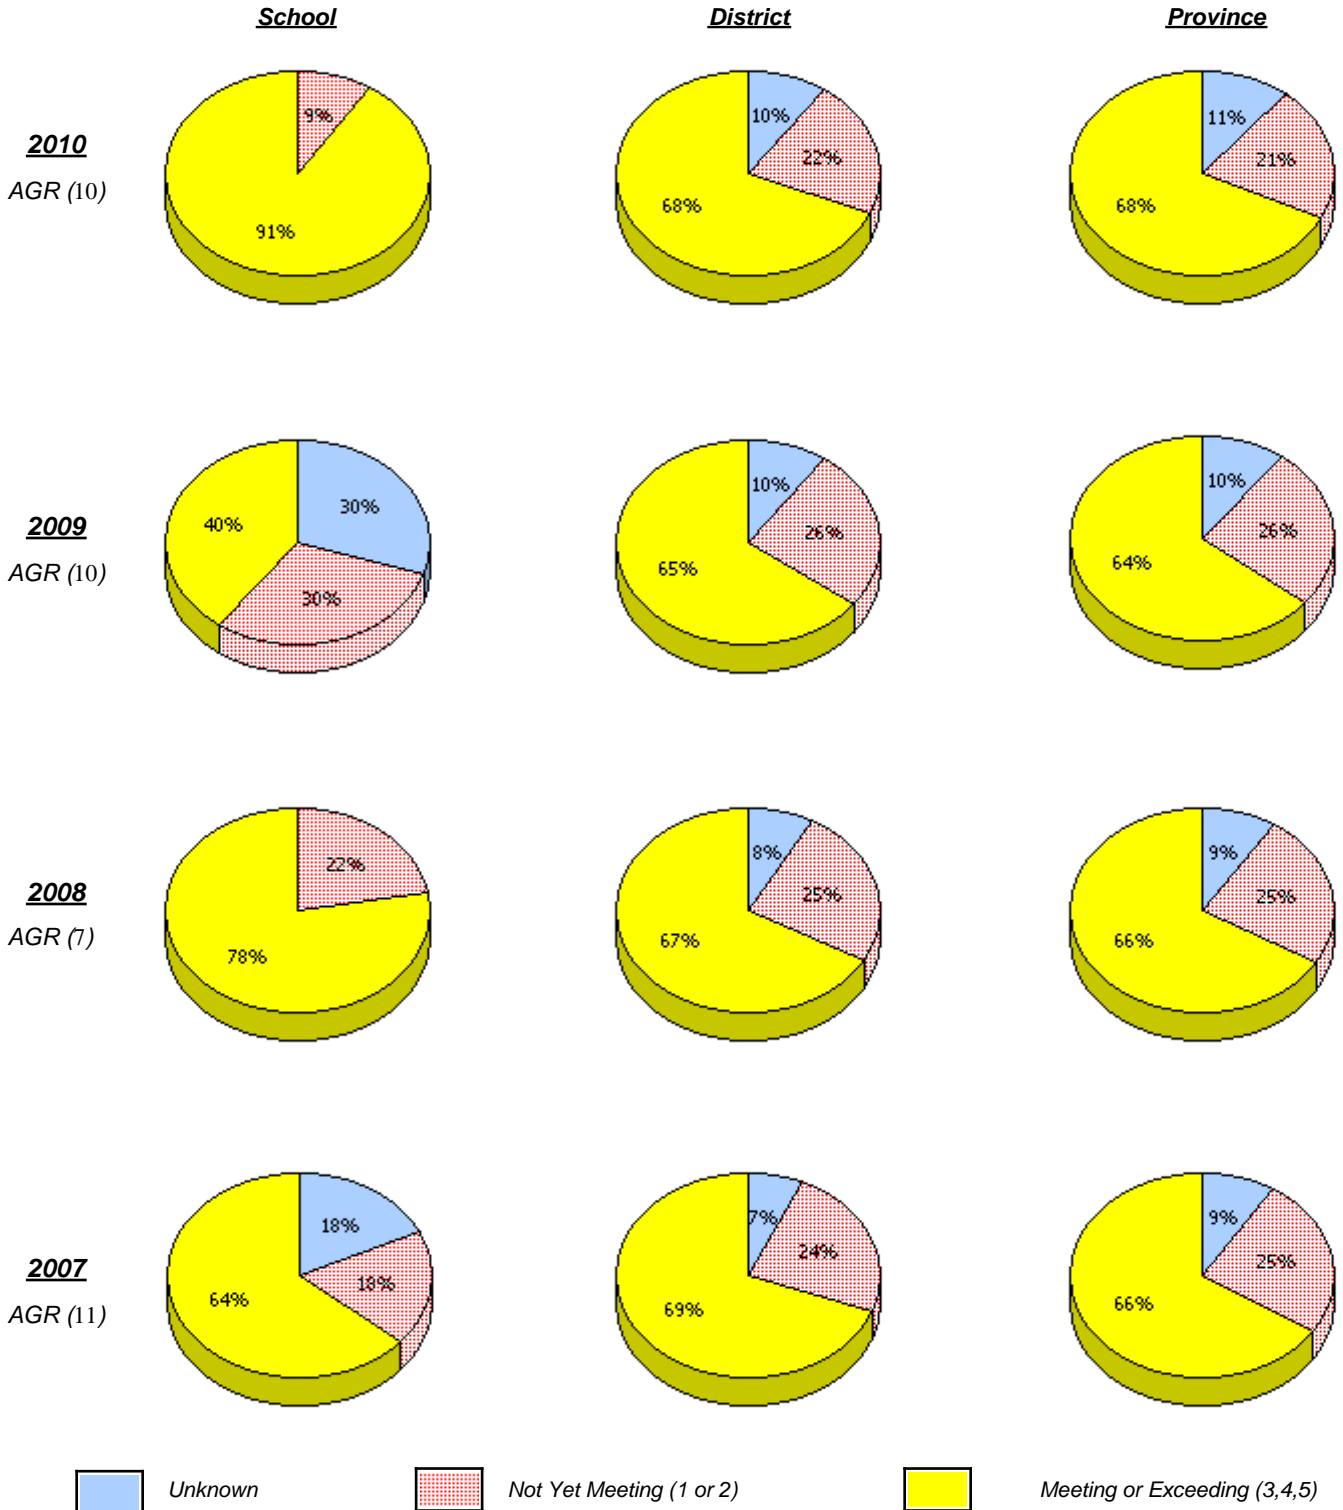 School District Province
9% 10% 22% 68% 11% 21% 68%
2010
AGR (10)
91%
30% 40% 30% 10% 26% 65% 10% 26% 64%
2009
AGR (10)
22% 78% 8% 25% 67% 9% 25% 66%
2008
AGR (7)
18% 18% 64% 7% 24% 69% 9% 25% 66%
2007
AGR (11)
Unknown Not Yet Meeting (1 or 2) Meeting or Exceeding (3,4,5)